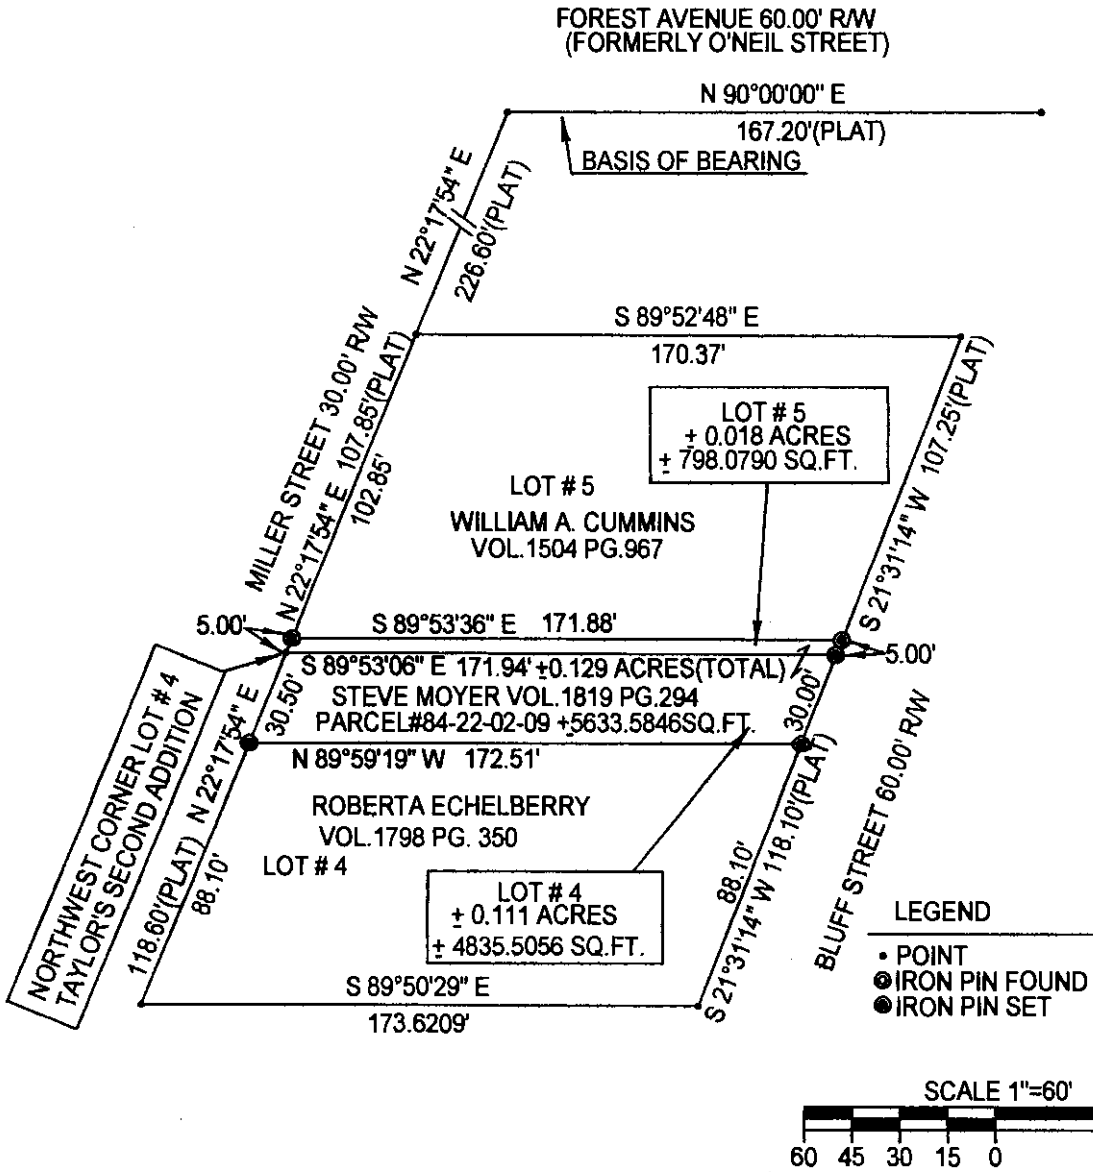 FOREST AVENUE 60.00' R/W
(FORMERLY O'NEIL STREET)
N 90°00'00" E
167.20'(PLAT)
BASIS OF BEARING
N 22°17'54" E
226.60'(PLAT)
S 89°52'48" E
170.37'
MILLER STREET 30.00' R/W
N 22°17'54" E 107.85'(PLAT)
102.85'
S 21°31'14" W 107.25'(PLAT)
LOT # 5
± 0.018 ACRES
± 798.0790 SQ.FT.
LOT # 5
WILLIAM A. CUMMINS
VOL.1504 PG.967
5.00'
S 89°53'36" E 171.88'
5.00'
S 89°53'06" E 171.94' ±0.129 ACRES(TOTAL)
STEVE MOYER VOL.1819 PG.294
PARCEL#84-22-02-09 ±5633.5846SQ.FT.
30.50'
30.00'
N 89°59'19" W 172.51'
NORTHWEST CORNER LOT # 4
TAYLOR'S SECOND ADDITION
118.60'(PLAT) N 22°17'54" E
88.10'
ROBERTA ECHELBERRY
VOL.1798 PG. 350
LOT # 4
LOT # 4
± 0.111 ACRES
± 4835.5056 SQ.FT.
88.10'
S 21°31'14" W 118.10'(PLAT)
BLUFF STREET 60.00' R/W
S 89°50'29" E
173.6209'
LEGEND
POINT
IRON PIN FOUND
IRON PIN SET
SCALE 1"=60'
60 45 30 15 0